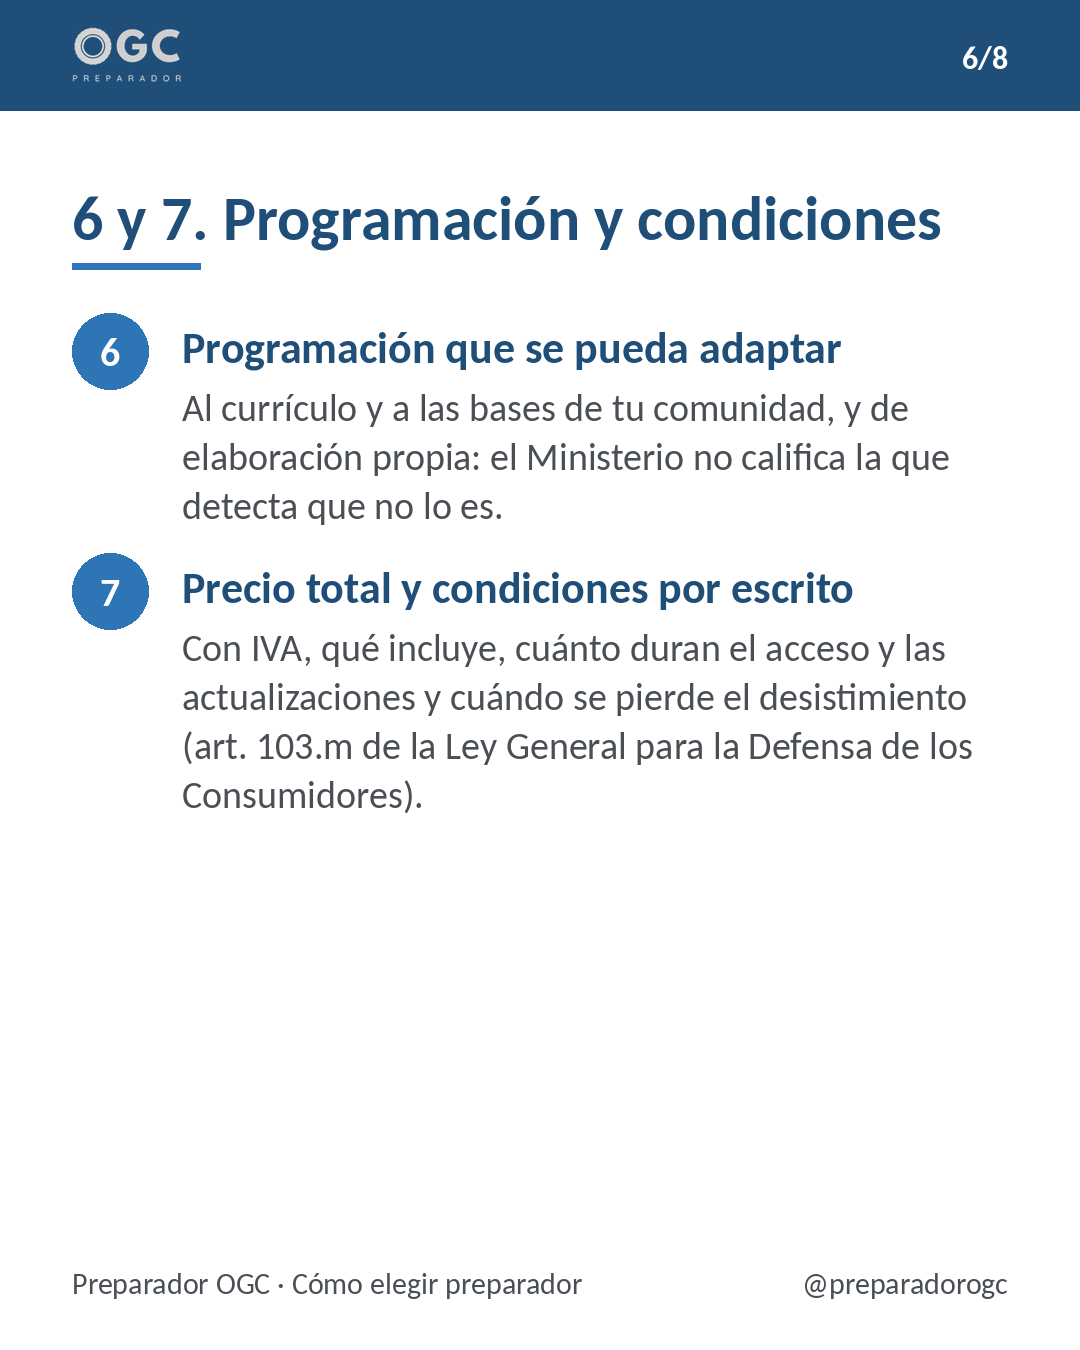 OGC
PREPARADOR
6/8
6 y 7. Programación y condiciones
6
Programación que se pueda adaptar
Al currículo y a las bases de tu comunidad, y de
elaboración propia: el Ministerio no califica la que
detecta que no lo es.
7
Precio total y condiciones por escrito
Con IVA, qué incluye, cuánto duran el acceso y las
actualizaciones y cuándo se pierde el desistimiento
(art. 103.m de la Ley General para la Defensa de los
Consumidores).
Preparador OGC · Cómo elegir preparador
@preparadorogc